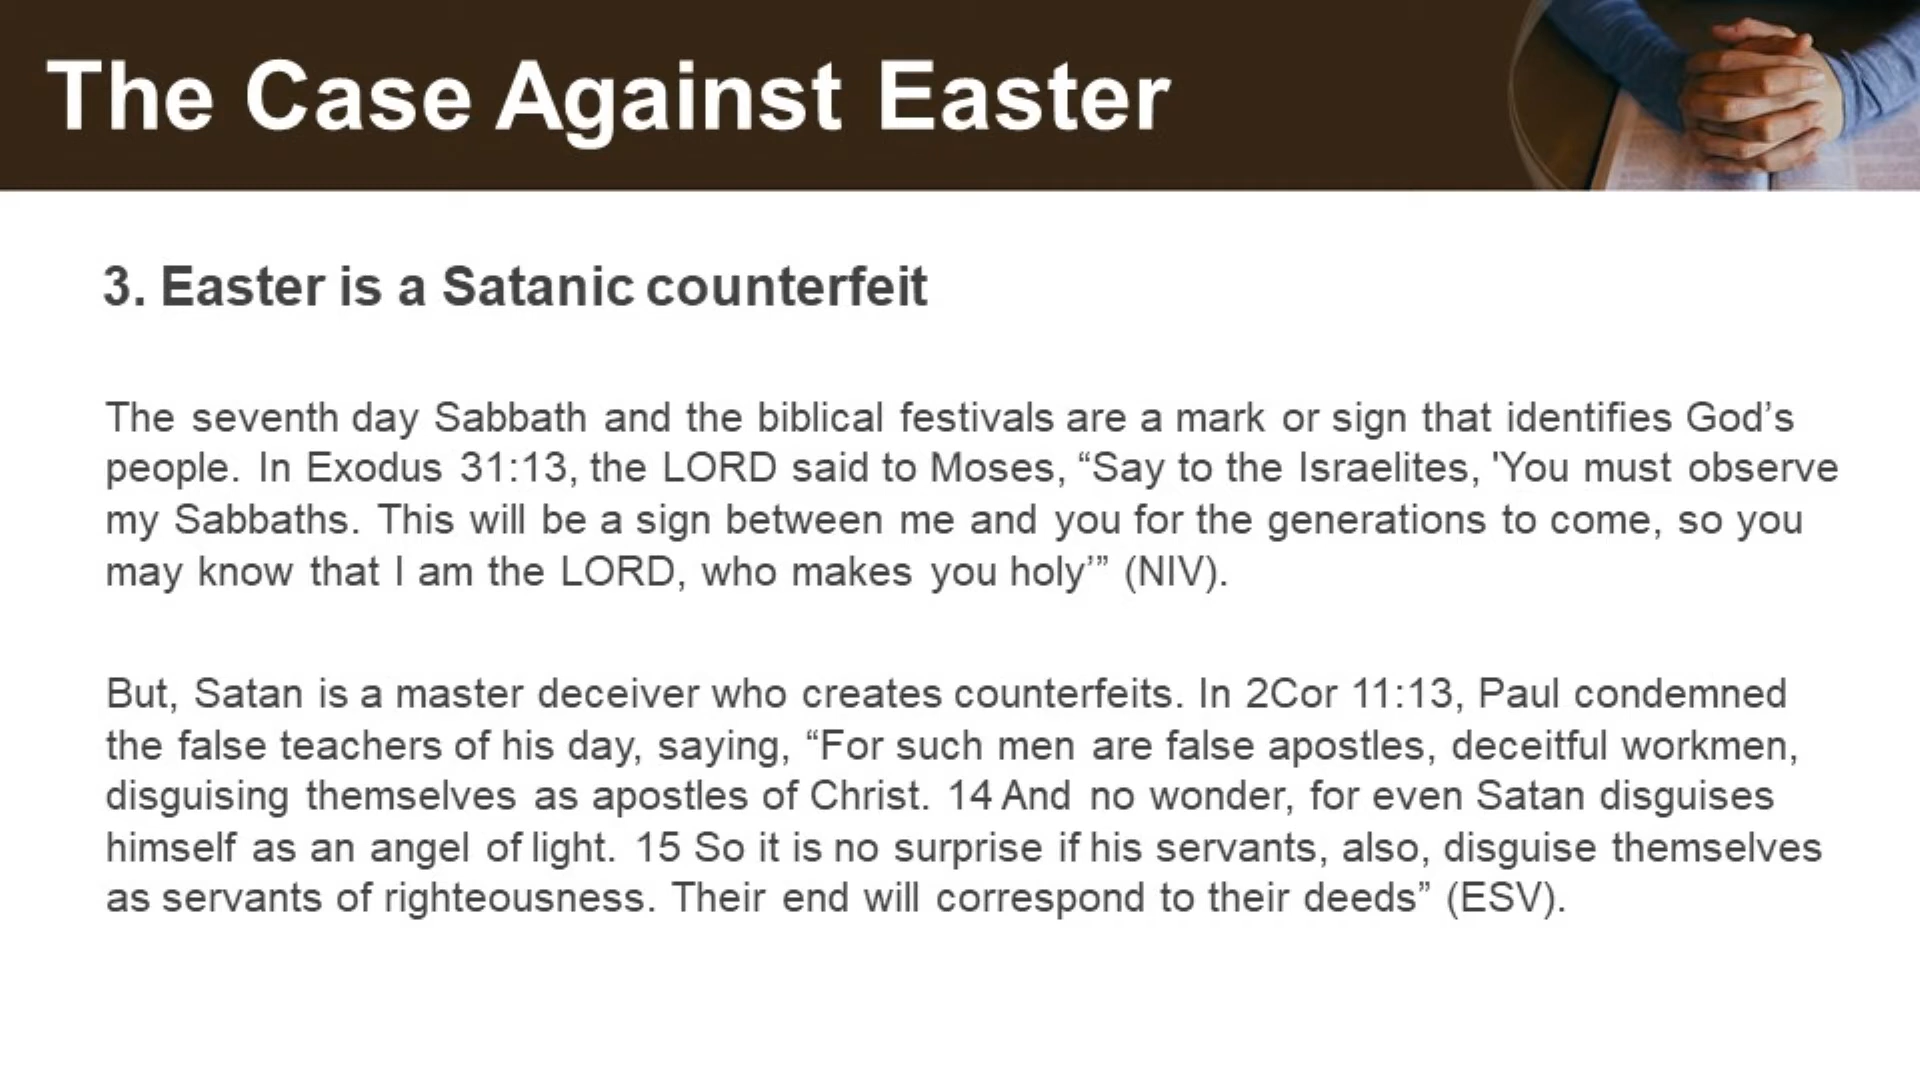 The Case Against Easter
3. Easter is a Satanic counterfeit
The seventh day Sabbath and the biblical festivals are a mark or sign that identifies God’s
people. In Exodus 31:13, the LORD said to Moses, “Say to the Israelites, 'You must observe
my Sabbaths. This will be a sign between me and you for the generations to come, so you
may know that I am the LORD, who makes you holy’” (NIV).
But, Satan is a master deceiver who creates counterfeits. In 2Cor 11:13, Paul condemned
the false teachers of his day, saying, “For such men are false apostles, deceitful workmen,
disguising themselves as apostles of Christ. 14 And no wonder, for even Satan disguises
himself as an angel of light. 15 So it is no surprise if his servants, also, disguise themselves
as servants of righteousness. Their end will correspond to their deeds” (ESV).